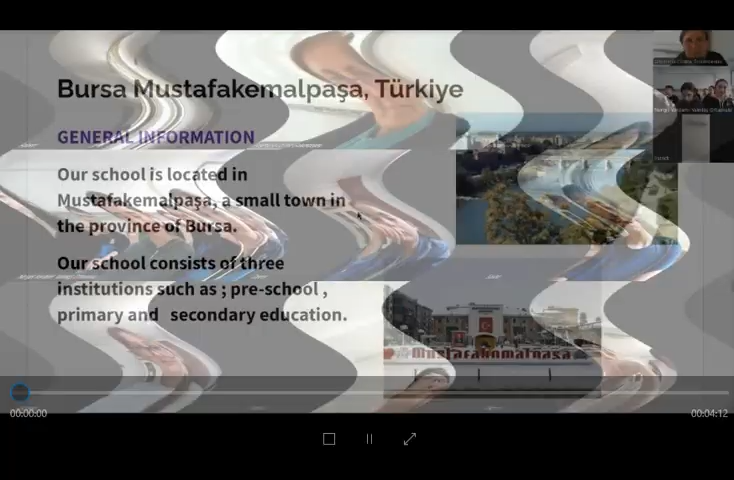 Bursa Mustafakemalpaşa, Türkiye
GENERAL INFORMATION
Our school is located in
Mustafakemalpaşa, a small town in
the province of Bursa.
Our school consists of three
institutions such as ; pre-school ,
primary and secondary education.
Mustafakemalpaşa
00:00:00
00:04:12